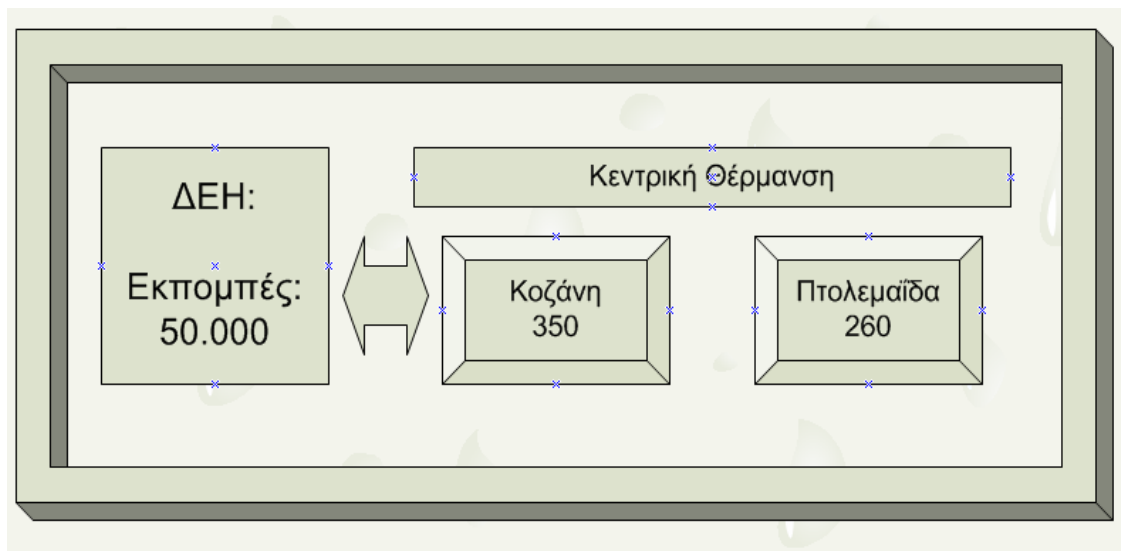 ΔΕΗ:
Εκπομπές:
50.000
Κεντρική Θέρμανση
Κοζάνη
350
Πτολεμαΐδα
260